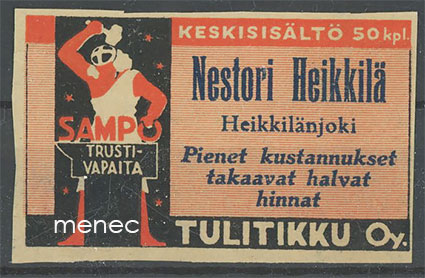 KESKISISÄLTÖ 50 kpl.
Nestori Heikkilä
Heikkilänjoki
Pienet kustannukset
takaavat halvat
hinnat
SAMPO
TRUSTI-
VAPAITA
menec
TULITIKKU Oy.